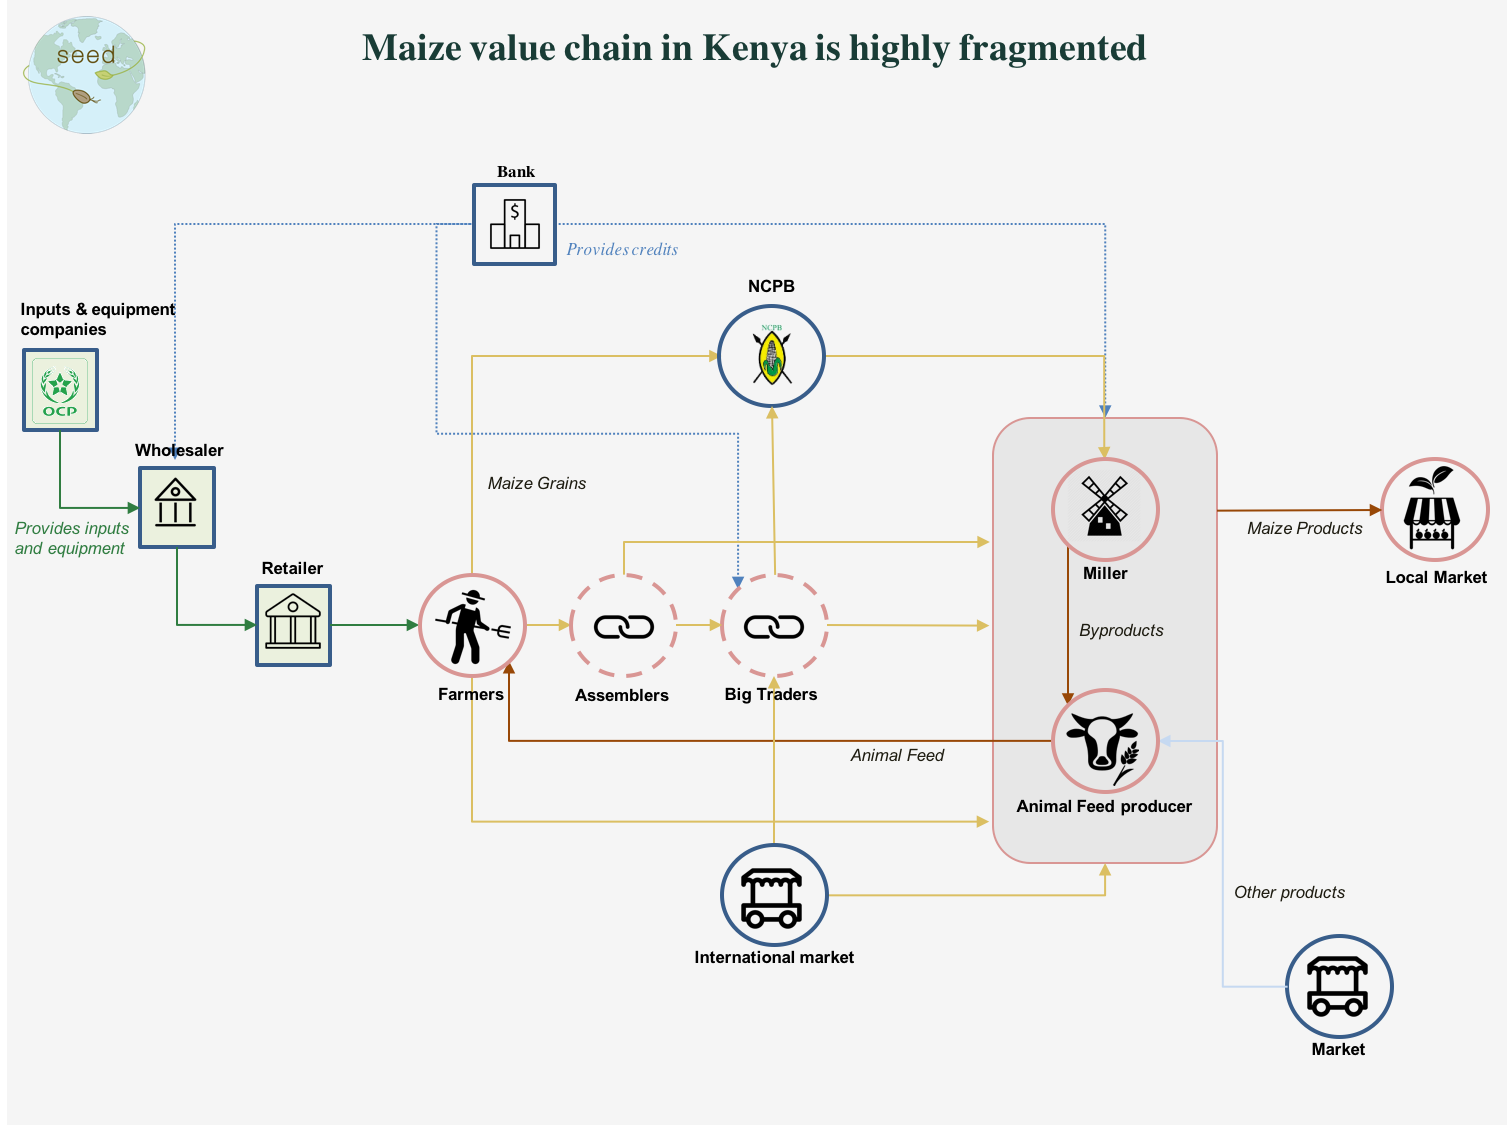 seed
Maize value chain in Kenya is highly fragmented
Bank
$
Provides credits
NCPB
NCPB
Inputs & equipment
companies
OCP
Wholesaler
Provides inputs
and equipment
Maize Grains
Retailer
Farmers
Assemblers
Big Traders
Miller
Byproducts
Maize Products
Local Market
Animal Feed
Animal Feed producer
Other products
International market
Market